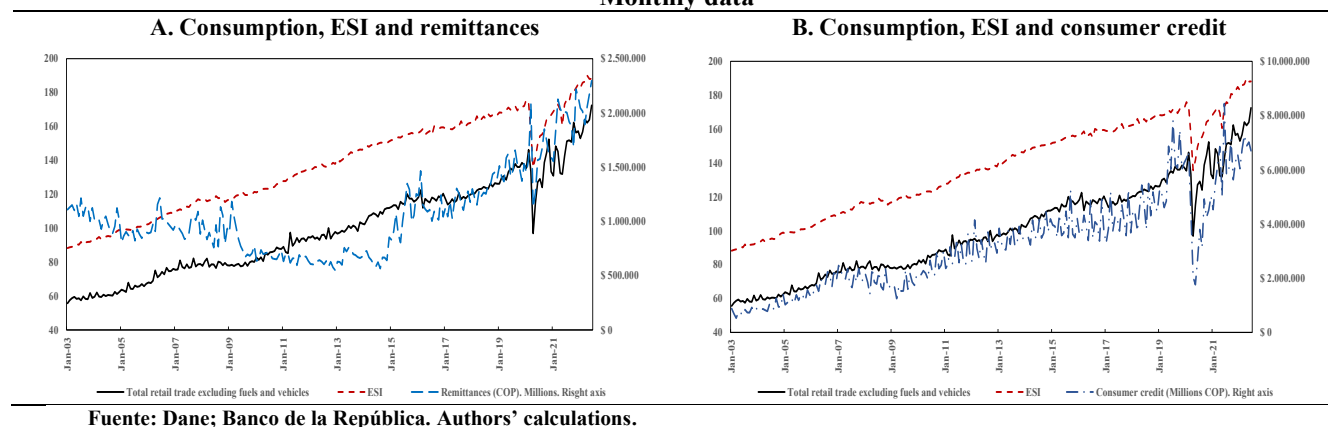 Monthly data
A. Consumption, ESI and remittances
B. Consumption, ESI and consumer credit
200
180
160
140
120
100
80
60
40
$ 2.500.000
$ 2.000.000
$ 1.500.000
$ 1.000.000
$ 500.000
$ 0
Jan-03
Jan-05
Jan-07
Jan-09
Jan-11
Jan-13
Jan-15
Jan-17
Jan-19
Jan-21
Total retail trade excluding fuels and vehicles
ESI
Remittances (COP). Millions. Risght axis
200
180
160
140
120
100
80
60
40
$ 10.000.000
$ 8.000.000
$ 6.000.000
$ 4.000.000
$ 2.000.000
$ 0
Jan-03
Jan-05
Jan-07
Jan-09
Jan-11
Jan-13
Jan-15
Jan-17
Jan-19
Jan-21
Total retail trade excluding fuels and vehicles
ESI
Consumer credit (Millions COP). Right axis
Fuente: Dane; Banco de la República. Authors' calculations.